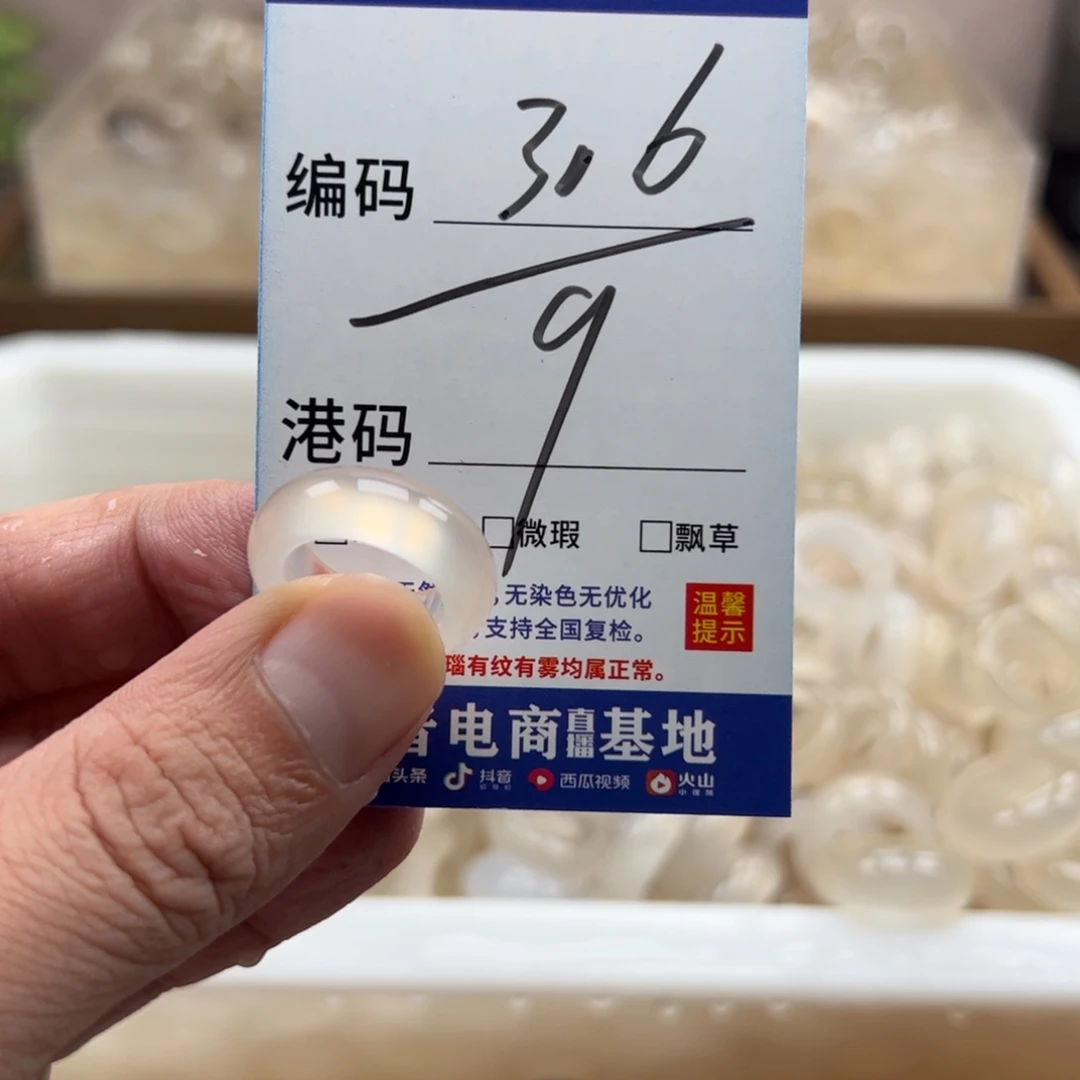 编码 3.6
9
港码
□微瑕 □飘草
无染色无优化
支持全国复检。
温馨
提示
瑙有纹有雾均属正常。
音电商直播基地
头条 抖音 西瓜视频 火山